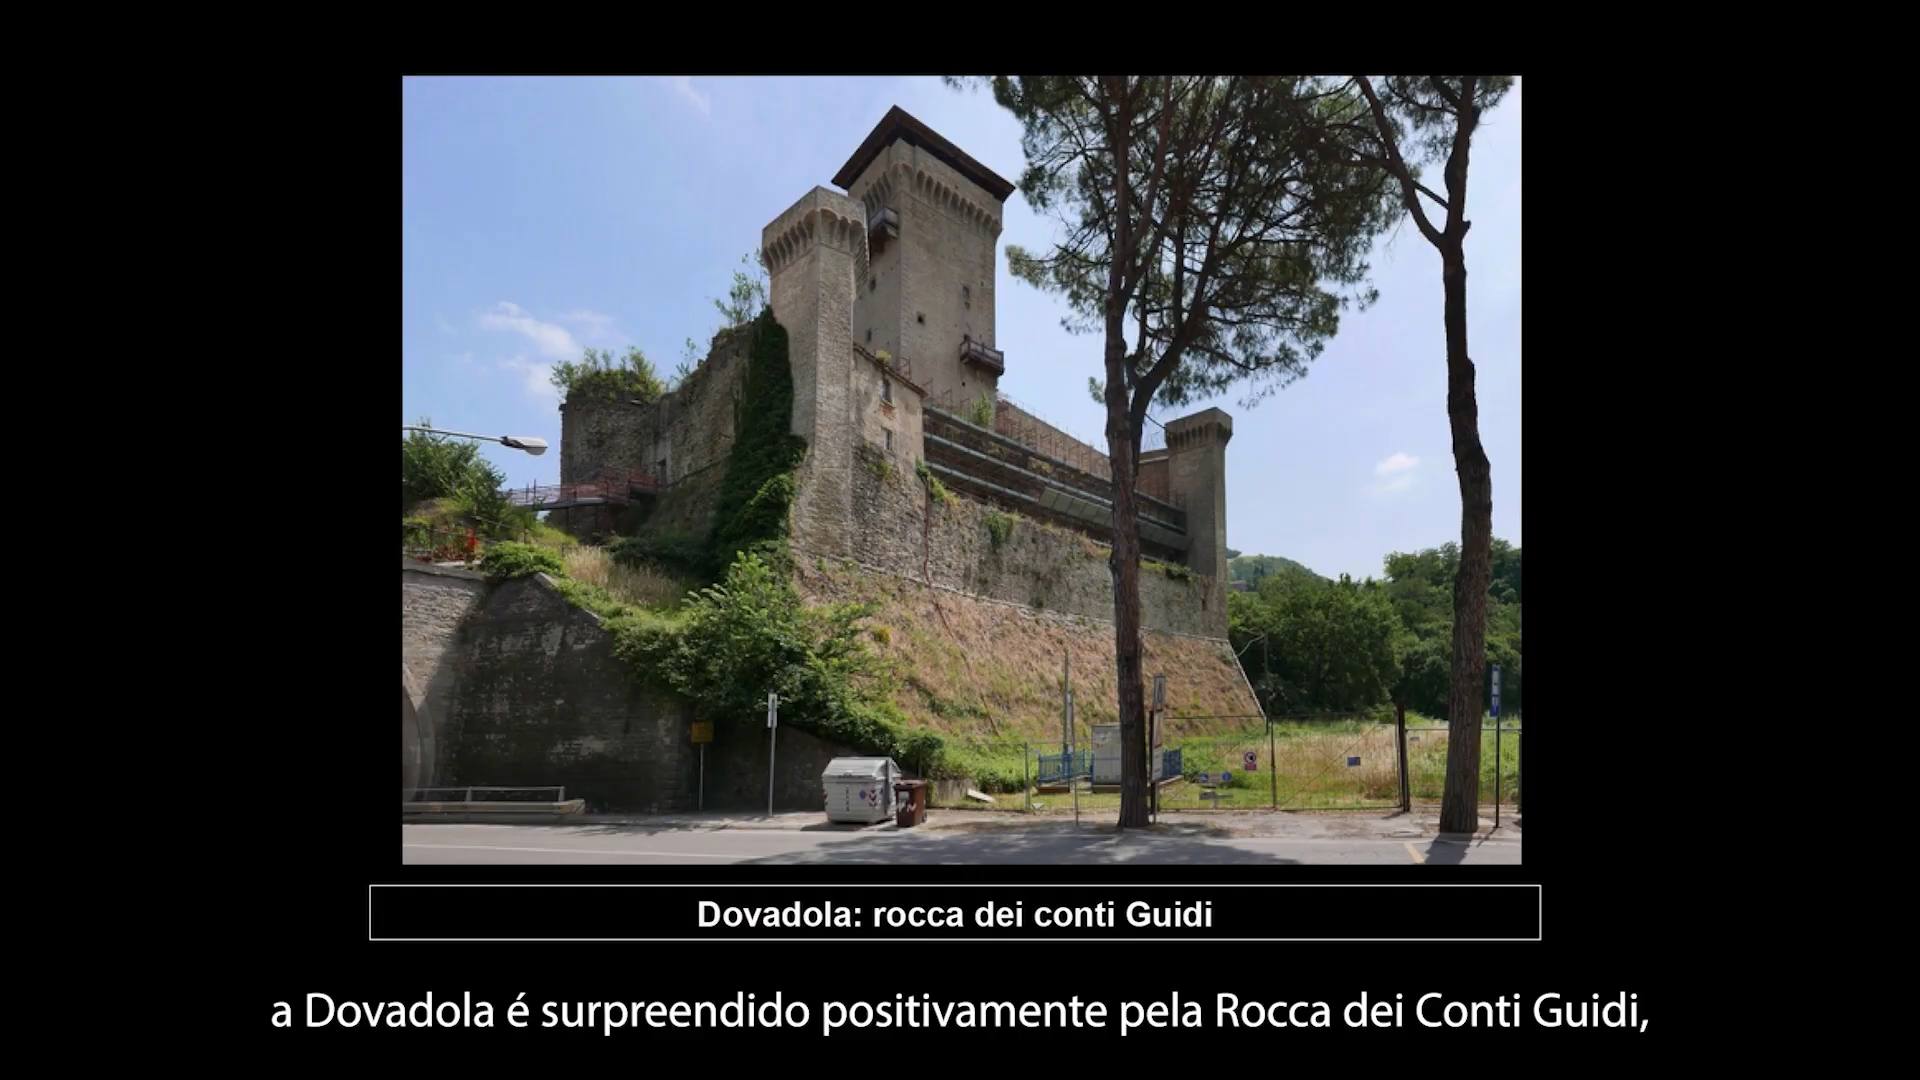 Dovadola: rocca dei conti Guidi
a Dovadola é surpreendido positivamente pela Rocca dei Conti Guidi,